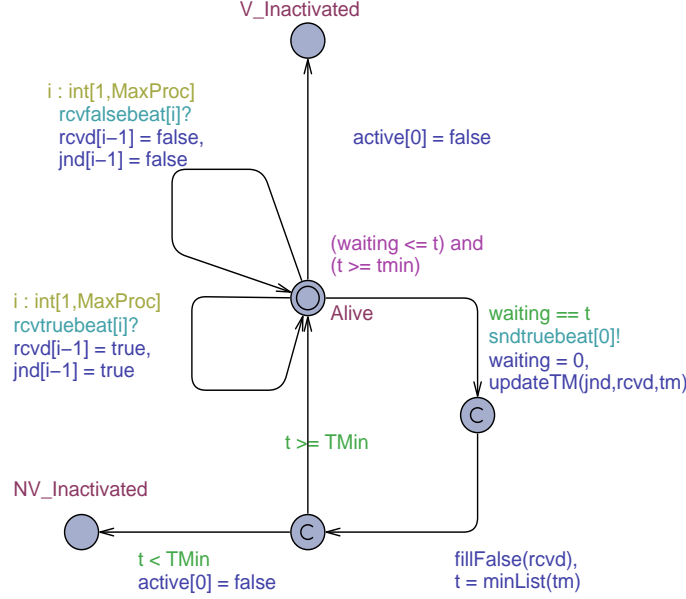 V_Inactivated
i : int[1,MaxProc]
rcvfalsebeat[i]?
rcvd[i−1] = false,
jnd[i−1] = false
active[0] = false
(waiting <= t) and
(t >= tmin)
Alive
i : int[1,MaxProc]
rcvtruebeat[i]?
rcvd[i−1] = true,
jnd[i−1] = true
waiting == t
sndtruebeat[0]!
waiting = 0,
updateTM(jnd,rcvd,tm)
C
t >= TMin
NV_Inactivated
C
t < TMin
active[0] = false
fillFalse(rcvd),
t = minList(tm)